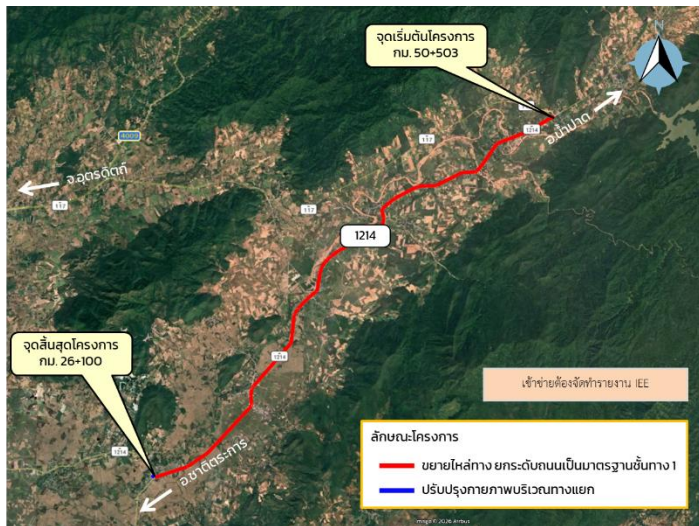 จุดเริ่มต้นโครงการ
กม. 50+503
N
อ.น้ำปาด
1214
117
4000
จ.อุตรดิตถ์
117
117
1214
จุดสิ้นสุดโครงการ
กม. 26+100
1214
1214
อ.ชาติตระการ
เข้าข่ายต้องจัดทำรายงาน IEE
ลักษณะโครงการ
ขยายไหล่ทาง ยกระดับถนนเป็นมาตรฐานชั้นทาง 1
ปรับปรุงกายภาพบริเวณทางแยก
Image © 2026 Airbus